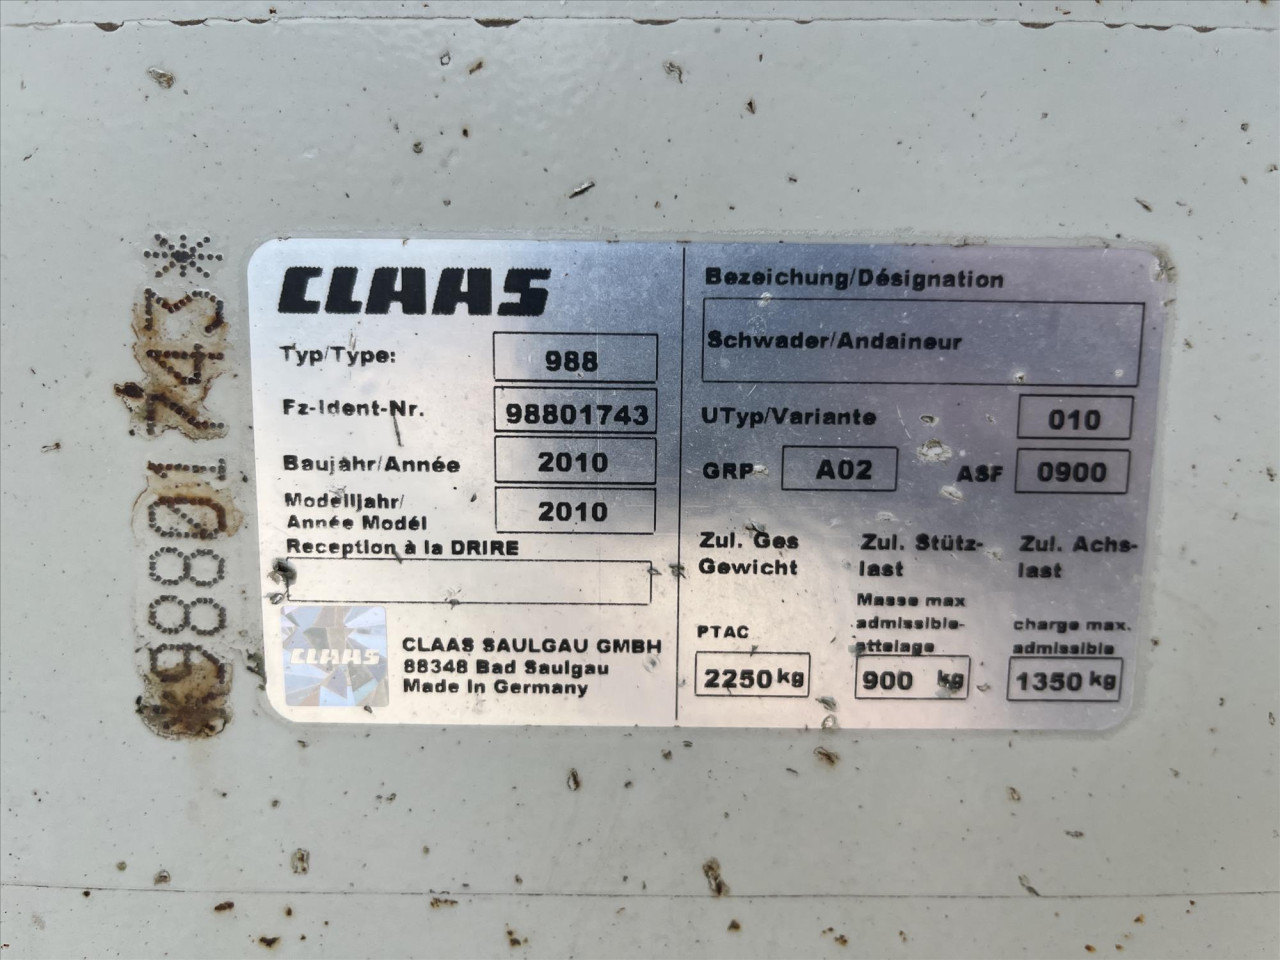 *98801743*
CLAAS
Typ/Type: 988
Fz-Ident-Nr. 98801743
Baujahr/Année 2010
Modelljahr/
Année Modél 2010
Reception à la DRIRE
CLAAS
CLAAS SAULGAU GMBH
88348 Bad Saulgau
Made In Germany
Bezeichung/Désignation
Schwader/Andaineur
UTyp/Variante 010
GRP A02 ASF 0900
Zul. Ges
Gewicht
PTAC
2250 kg
Zul. Stütz-
last
Masse max
admissible-
attelage
900 kg
Zul. Achs-
last
charge max.
admissible
1350 kg